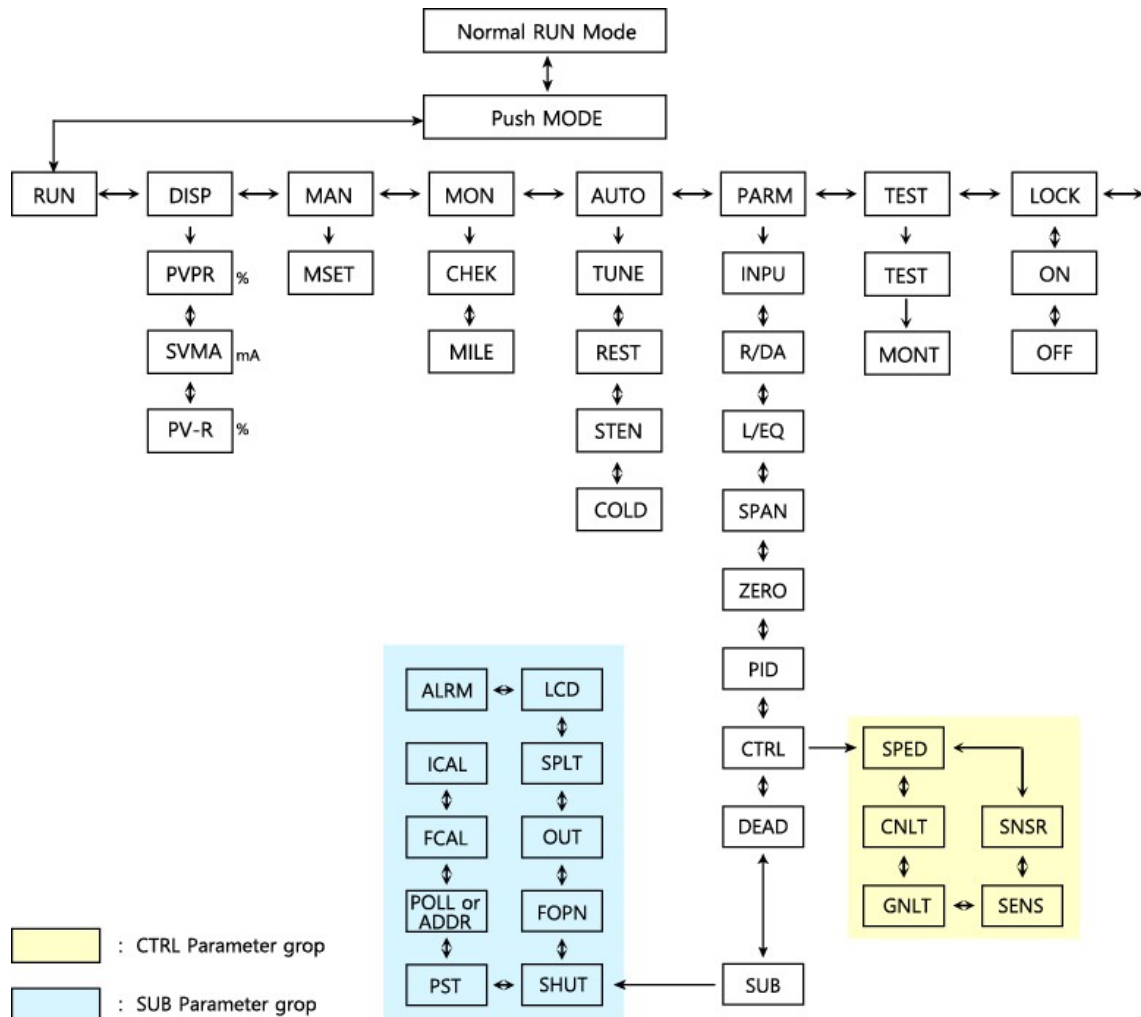 Normal RUN Mode
Push MODE
RUN
DISP
MAN
MON
AUTO
PARM
TEST
LOCK
PVPR %
MSET
CHEK
TUNE
INPU
TEST
ON
SVMA mA
MILE
REST
R/DA
MONT
OFF
PV-R %
STEN
L/EQ
COLD
SPAN
ZERO
PID
CTRL
DEAD
SUB
ALRM
LCD
ICAL
SPLT
FCAL
OUT
POLL or
ADDR
FOPN
PST
SHUT
SPED
CNLT
SNSR
GNLT
SENS
: CTRL Parameter grop
: SUB Parameter grop